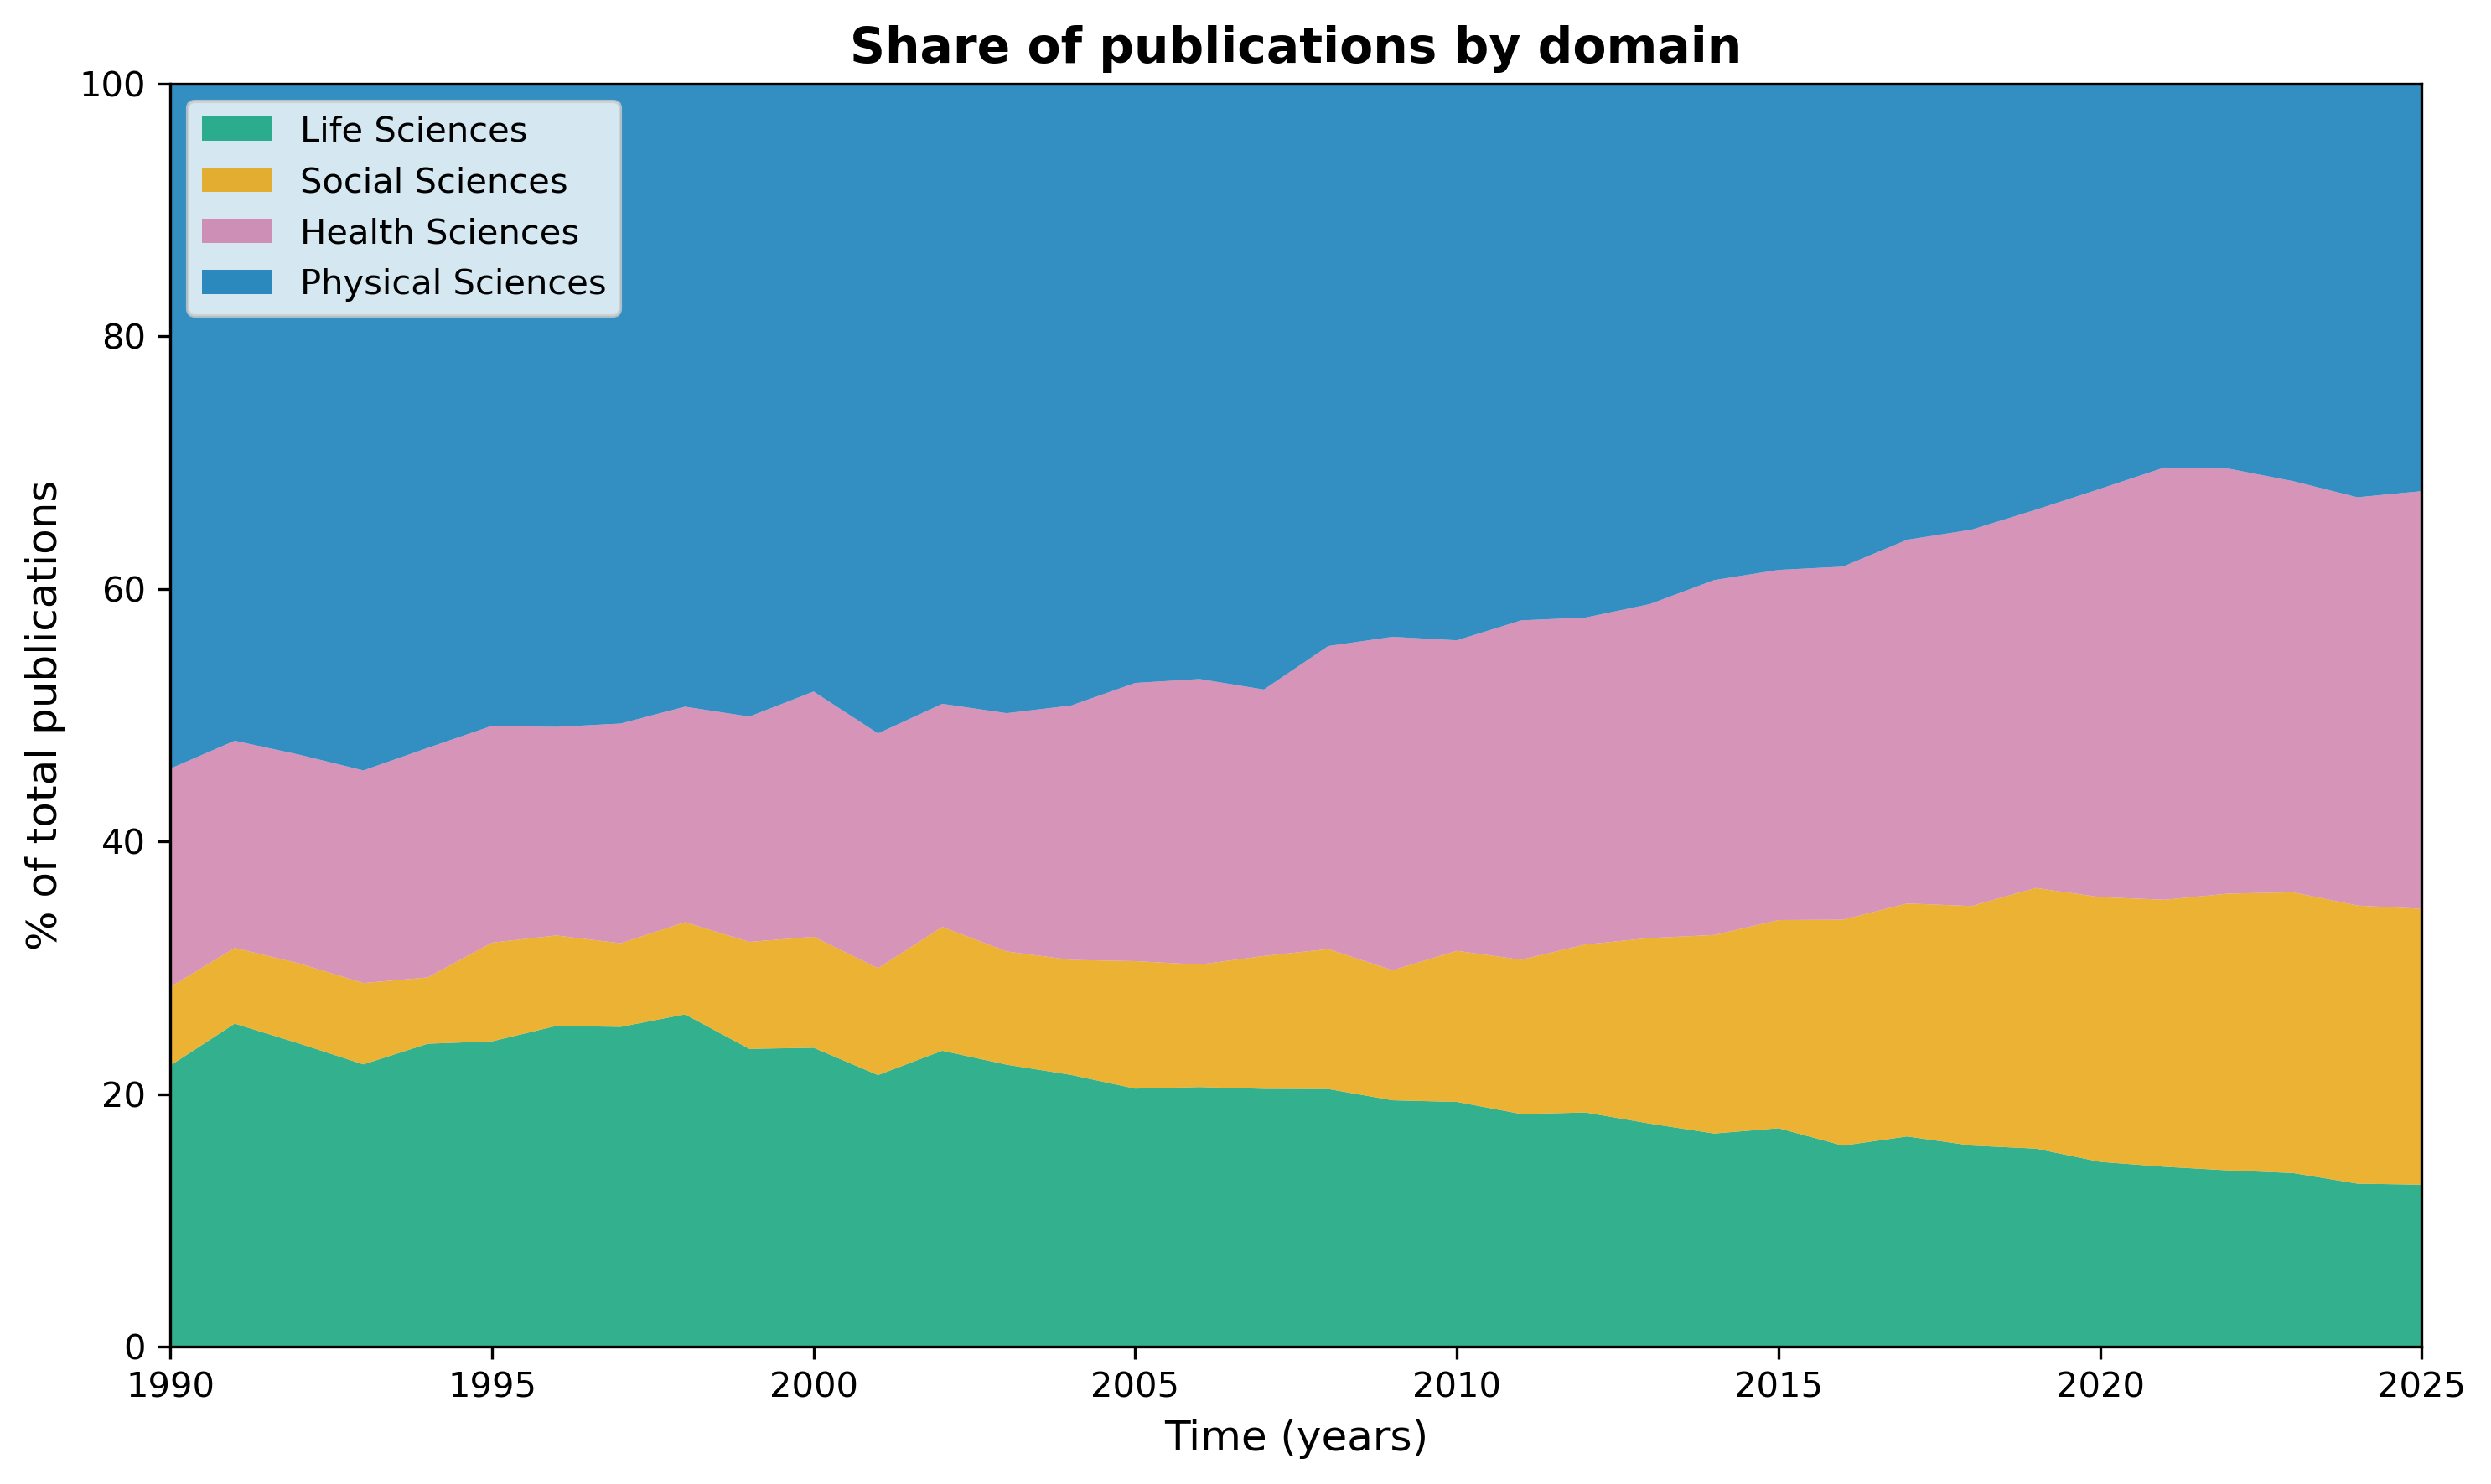 Share of publications by domain
100
80
60
40
20
0
% of total publications
Life Sciences
Social Sciences
Health Sciences
Physical Sciences
1990 1995 2000 2005 2010 2015 2020 2025
Time (years)